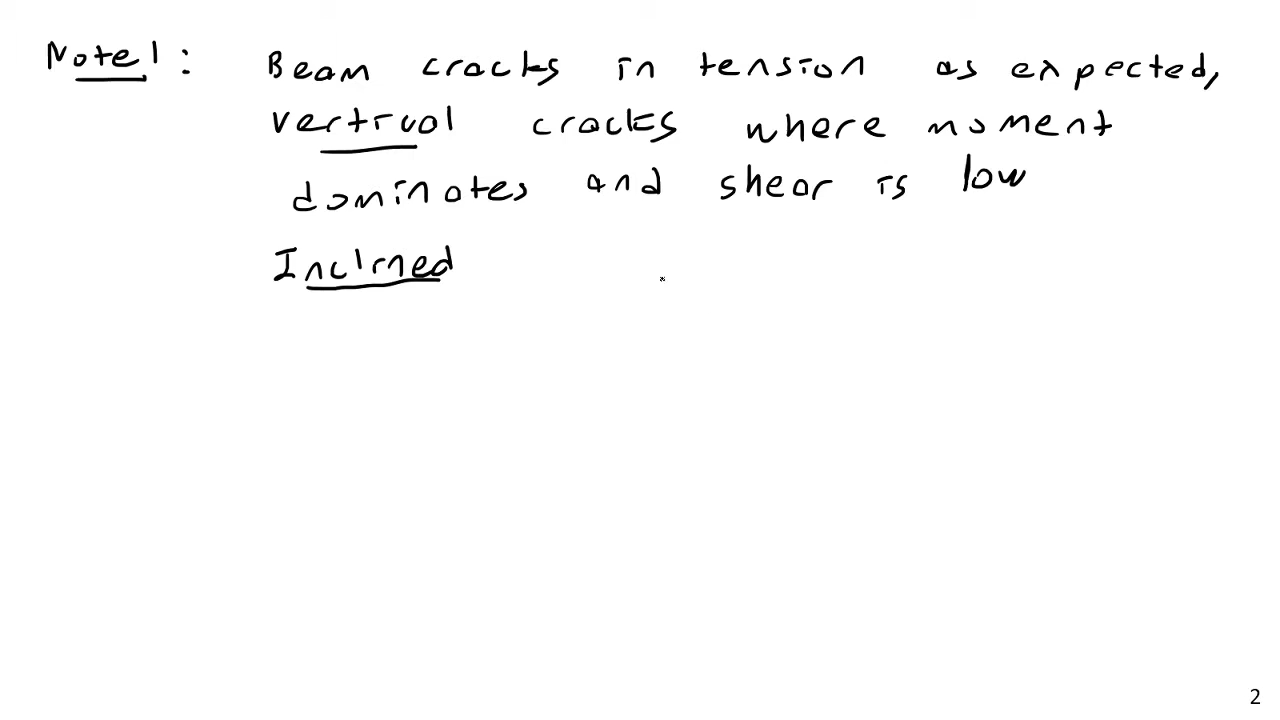 Note 1: Beam cracks in tension as expected,
vertical cracks where moment
dominates and shear is low
Inclined
2